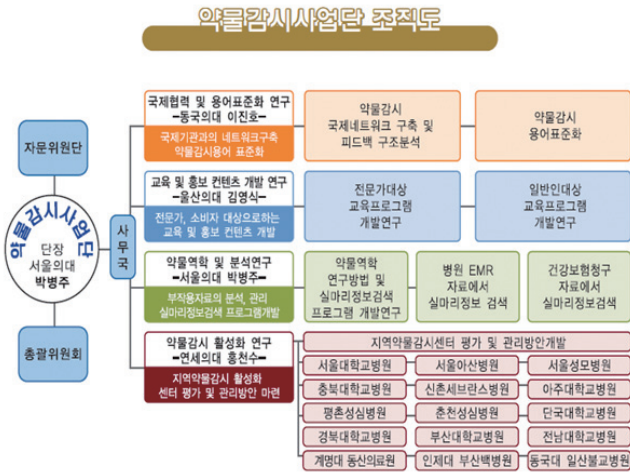 약물감시사업단 조직도
자문위원단
약물감시사업단
단장
서울의대
박병주
총괄위원회
사무국
국제협력 및 용어표준화 연구
-동국의대 이진호-
국제기관과의 네트워크구축
약물감시용어 표준화
약물감시
국제네트워크 구축 및
피드백 구조분석
약물감시
용어표준화
교육 및 홍보 컨텐츠 개발 연구
-울산의대 김영식-
전문가, 소비자 대상으로하는
교육 및 홍보 컨텐츠 개발
전문가대상
교육프로그램
개발연구
일반인대상
교육프로그램
개발연구
약물역학 및 분석연구
-서울의대 박병주-
부작용자료의 분석, 관리
실마리정보검색 프로그램개발
약물역학
연구방법 및
실마리정보검색
프로그램 개발연구
병원 EMR
자료에서
실마리정보 검색
건강보험청구
자료에서
실마리정보검색
약물감시 활성화 연구
-연세의대 홍천수-
지역약물감시 활성화
센터 평가 및 관리방안 마련
지역약물감시센터 평가 및 관리방안개발
서울대학교병원 서울아산병원 서울성모병원
충북대학교병원 신촌세브란스병원 아주대학교병원
평촌성심병원 춘천성심병원 단국대학교병원
경북대학교병원 부산대학교병원 전남대학교병원
계명대 동산의료원 인제대 부산백병원 동국대 일산불교병원